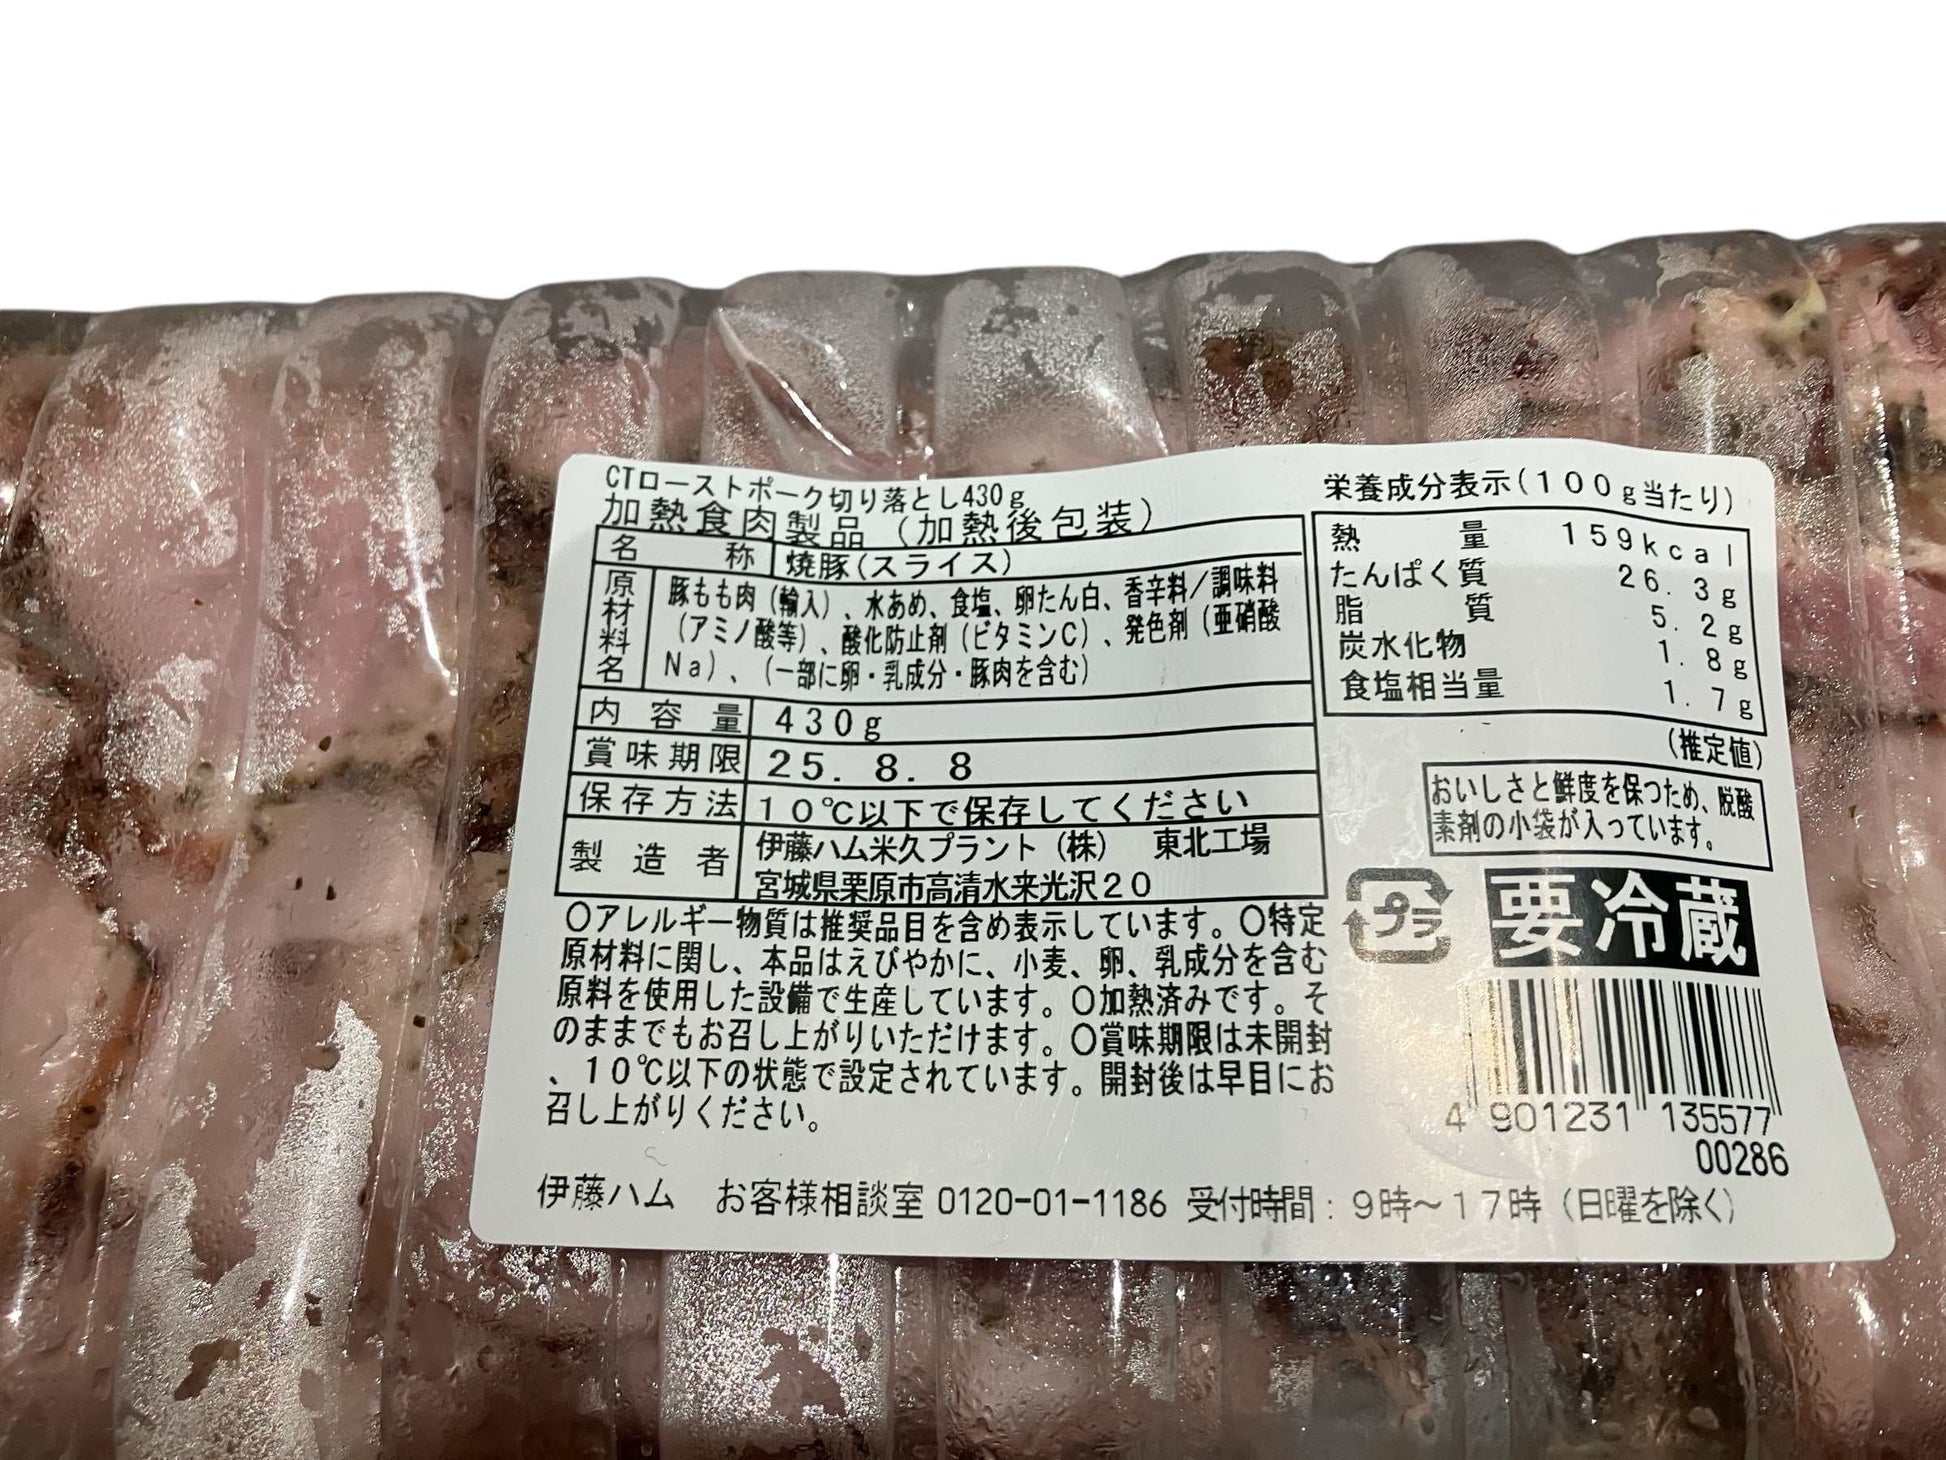 CTローストポーク切り落とし430g
加熱食肉製品（加熱後包装）
名称 焼豚（スライス）
原材料名 豚もも肉（輸入）、水あめ、食塩、卵たん白、香辛料／調味料
（アミノ酸等）、酸化防止剤（ビタミンC）、発色剤（亜硝酸
Na）、（一部に卵・乳成分・豚肉を含む）
内容量 430g
賞味期限 25. 8. 8
保存方法 10℃以下で保存してください
製造者 伊藤ハム米久プラント（株） 東北工場
宮城県栗原市高清水来光沢20
〇アレルギー物質は推奨品目を含め表示しています。〇特定
原材料に関し、本品はえびやかに、小麦、卵、乳成分を含む
原料を使用した設備で生産しています。〇加熱済みです。そ
のままでもお召し上がりいただけます。〇賞味期限は未開封
、10℃以下の状態で設定されています。開封後は早目にお
召し上がりください。
栄養成分表示（100g当たり）
熱量 159kcal
たんぱく質 26.3g
脂質 5.2g
炭水化物 1.8g
食塩相当量 1.7g
（推定値）
おいしさと鮮度を保つため、脱酸
素剤の小袋が入っています。
プラ
要冷蔵
4 901231 135577
00286
伊藤ハム お客様相談室 0120-01-1186 受付時間：9時～17時（日曜を除く）